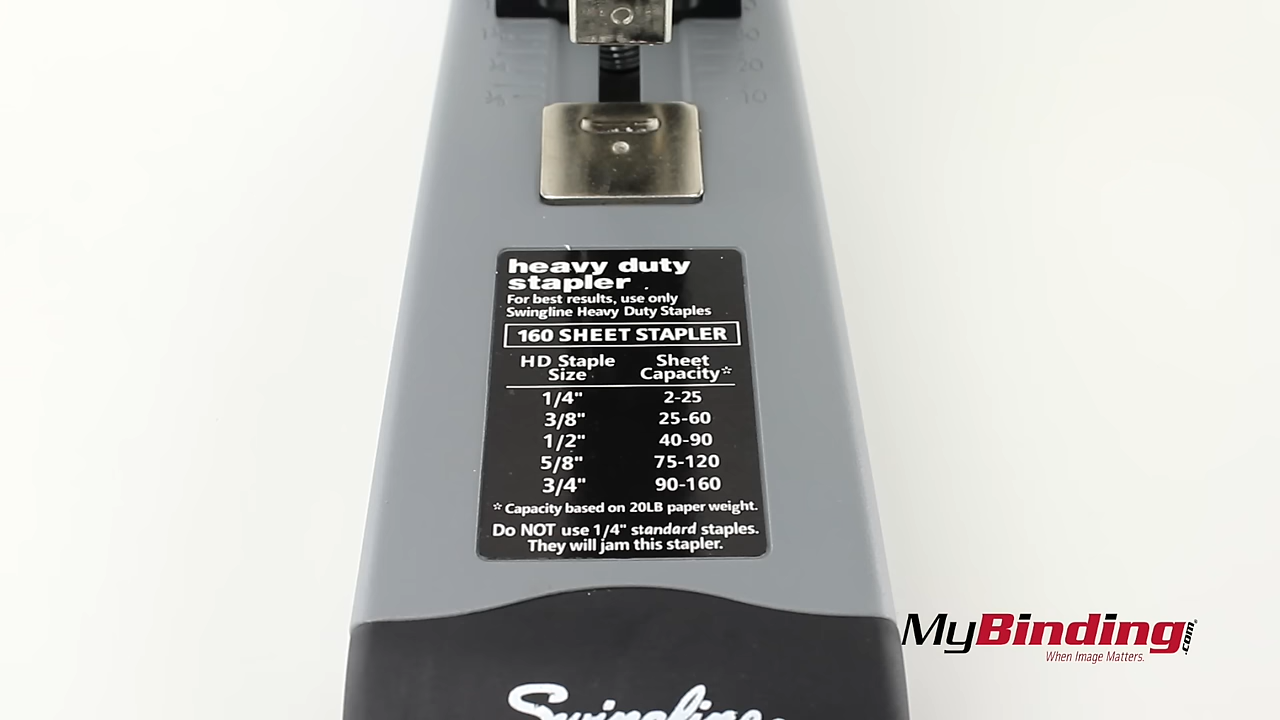 20
10
heavy duty
stapler
For best results, use only
Swingline Heavy Duty Staples
160 SHEET STAPLER
HD Staple Size Sheet Capacity☆
1/4" 2-25
3/8" 25-60
1/2" 40-90
5/8" 75-120
3/4" 90-160
☆ Capacity based on 20LB paper weight.
Do NOT use 1/4" standard staples.
They will jam this stapler.
MyBinding.com®
When Image Matters.
Swingline